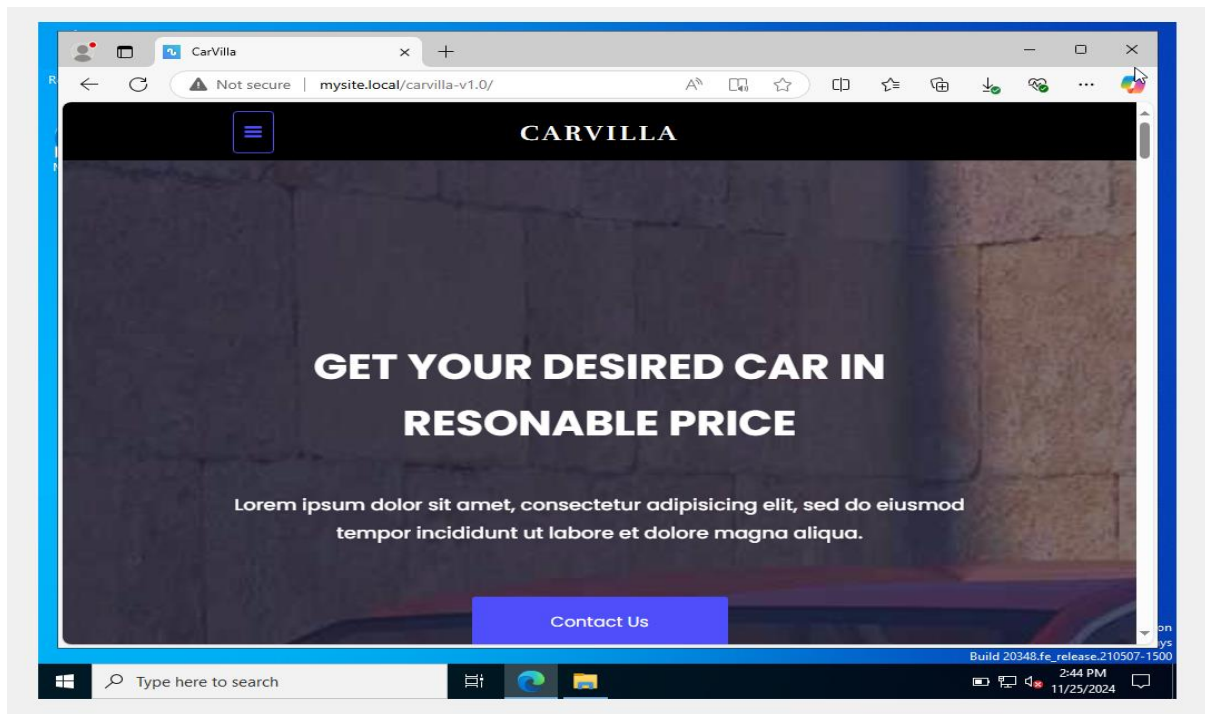 CarVilla
Not secure | mysite.local/carvilla-v1.0/
CARVILLA
GET YOUR DESIRED CAR IN
RESONABLE PRICE
Lorem ipsum dolor sit amet, consectetur adipisicing elit, sed do eiusmod
tempor incididunt ut labore et dolore magna aliqua.
Contact Us
on
ys
Build 20348.fe_release.210507-1500
Type here to search
2:44 PM
11/25/2024